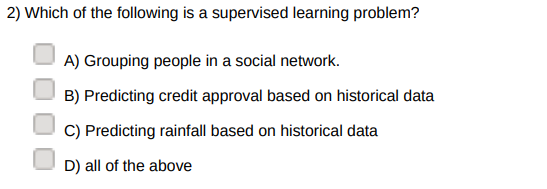 2) Which of the following is a supervised learning problem?
A) Grouping people in a social network.
B) Predicting credit approval based on historical data
C) Predicting rainfall based on historical data
D) all of the above